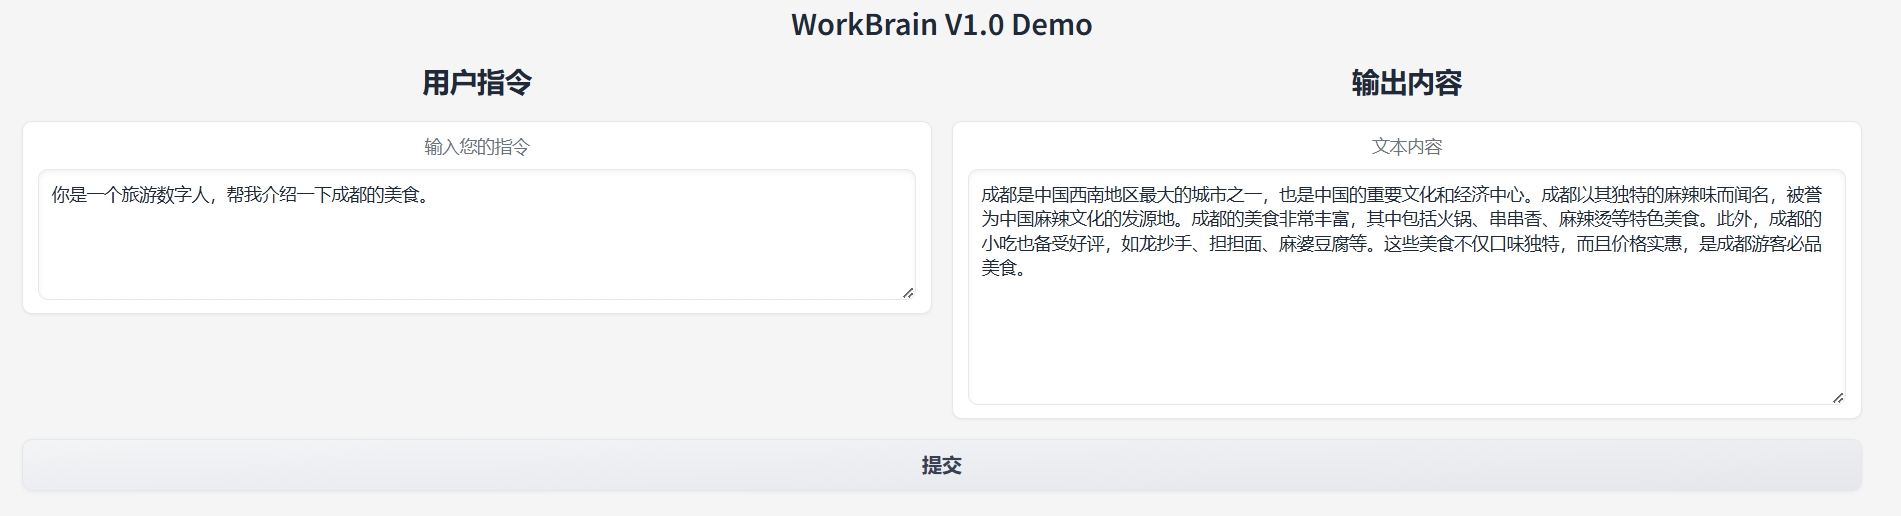 WorkBrain V1.0 Demo
用户指令
输入您的指令
你是一个旅游数字人，帮我介绍一下成都的美食。
输出内容
文本内容
成都是中国西南地区最大的城市之一，也是中国的重要文化和经济中心。成都以其独特的麻辣味而闻名，被誉
为中国麻辣文化的发源地。成都的美食非常丰富，其中包括火锅、串串香、麻辣烫等特色美食。此外，成都的
小吃也备受好评，如龙抄手、担担面、麻婆豆腐等。这些美食不仅口味独特，而且价格实惠，是成都游客必品
美食。
提交